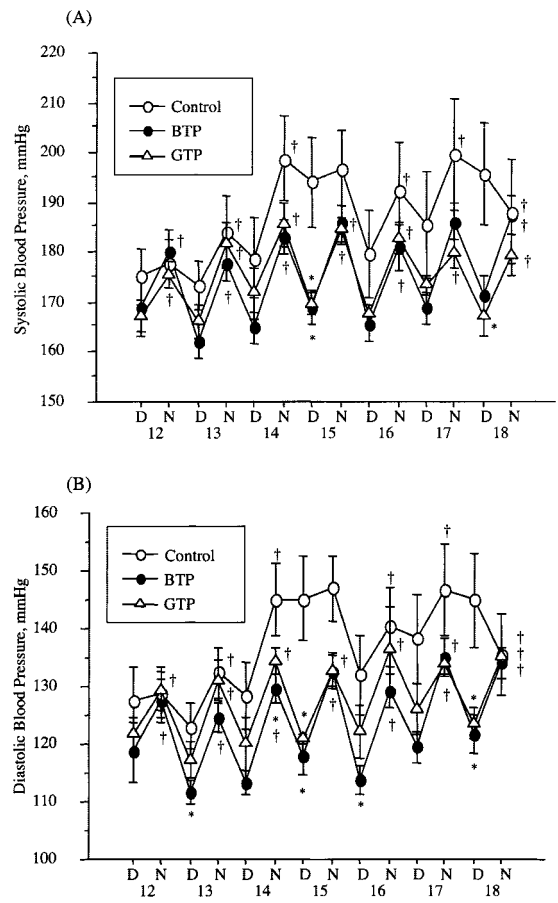 (A)
220
210
200
190
180
170
160
150
Systolic Blood Pressure, mmHg
Control
BTP
GTP
† † † † † † † † † † † † † † † † †
* * *
D N D N D N D N D N D N D N
12 13 14 15 16 17 18
(B)
160
150
140
130
120
110
100
Diastolic Blood Pressure, mmHg
Control
BTP
GTP
† † † † † † † † † † † † † † † † † †
* * * * * * *
D N D N D N D N D N D N D N
12 13 14 15 16 17 18